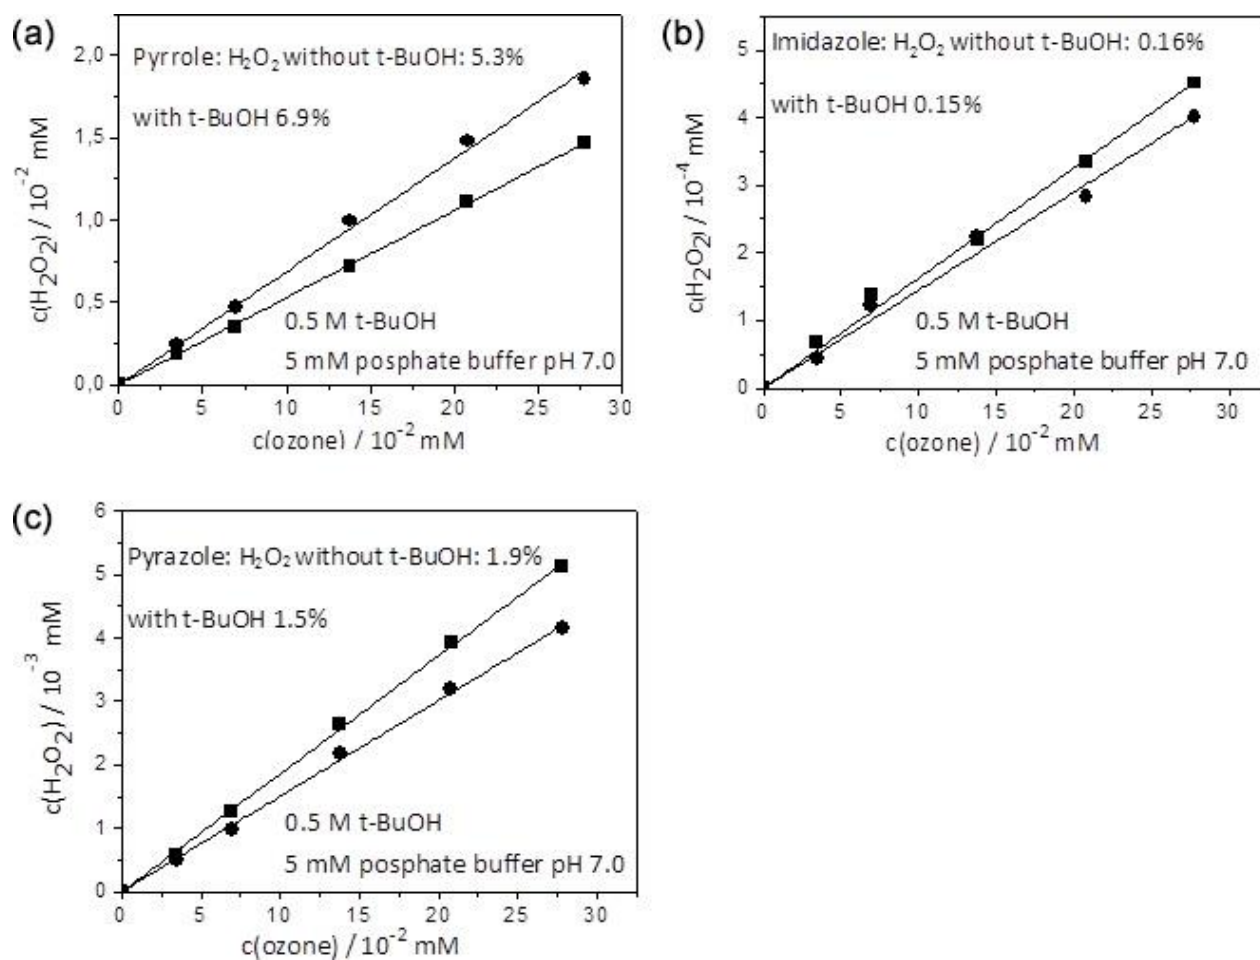 (a)
Pyrrole: H₂O₂ without t-BuOH: 5.3%
with t-BuOH 6.9%
c(H₂O₂) / 10⁻² mM
2,0
1,5
1,0
0,5
0,0
0.5 M t-BuOH
5 mM posphate buffer pH 7.0
0 5 10 15 20 25 30
c(ozone) / 10⁻² mM
(b)
Imidazole: H₂O₂ without t-BuOH: 0.16%
with t-BuOH 0.15%
c(H₂O₂) / 10⁻⁴ mM
5
4
3
2
1
0
0.5 M t-BuOH
5 mM posphate buffer pH 7.0
0 5 10 15 20 25 30
c(ozone) / 10⁻² mM
(c)
Pyrazole: H₂O₂ without t-BuOH: 1.9%
with t-BuOH 1.5%
c(H₂O₂) / 10⁻³ mM
6
5
4
3
2
1
0
0.5 M t-BuOH
5 mM posphate buffer pH 7.0
0 5 10 15 20 25 30
c(ozone) / 10⁻² mM